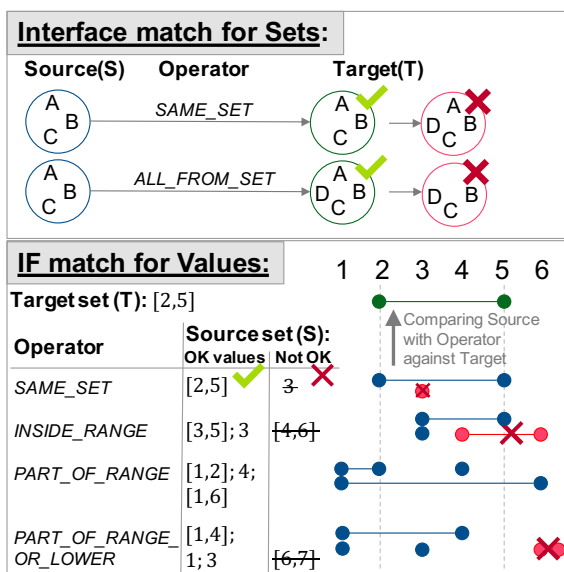 Interface match for Sets:
Source(S) Operator Target(T)
A B C SAME_SET A B C A B C D
A B C ALL_FROM_SET A B C D B C D
IF match for Values:
1 2 3 4 5 6
Target set (T): [2,5]
Comparing Source
with Operator
against Target
Operator
Source set (S):
OK values Not OK
SAME_SET [2,5] 3
INSIDE_RANGE [3,5]; 3 [4,6]
PART_OF_RANGE [1,2]; 4;
[1,6]
PART_OF_RANGE_
OR_LOWER
[1,4];
1; 3 [6,7]